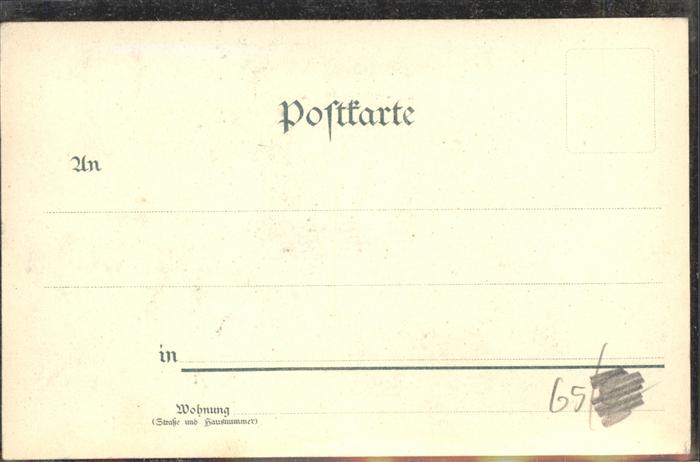 Postkarte
An
in
Wohnung
(Straße und Hausnummer)
65/